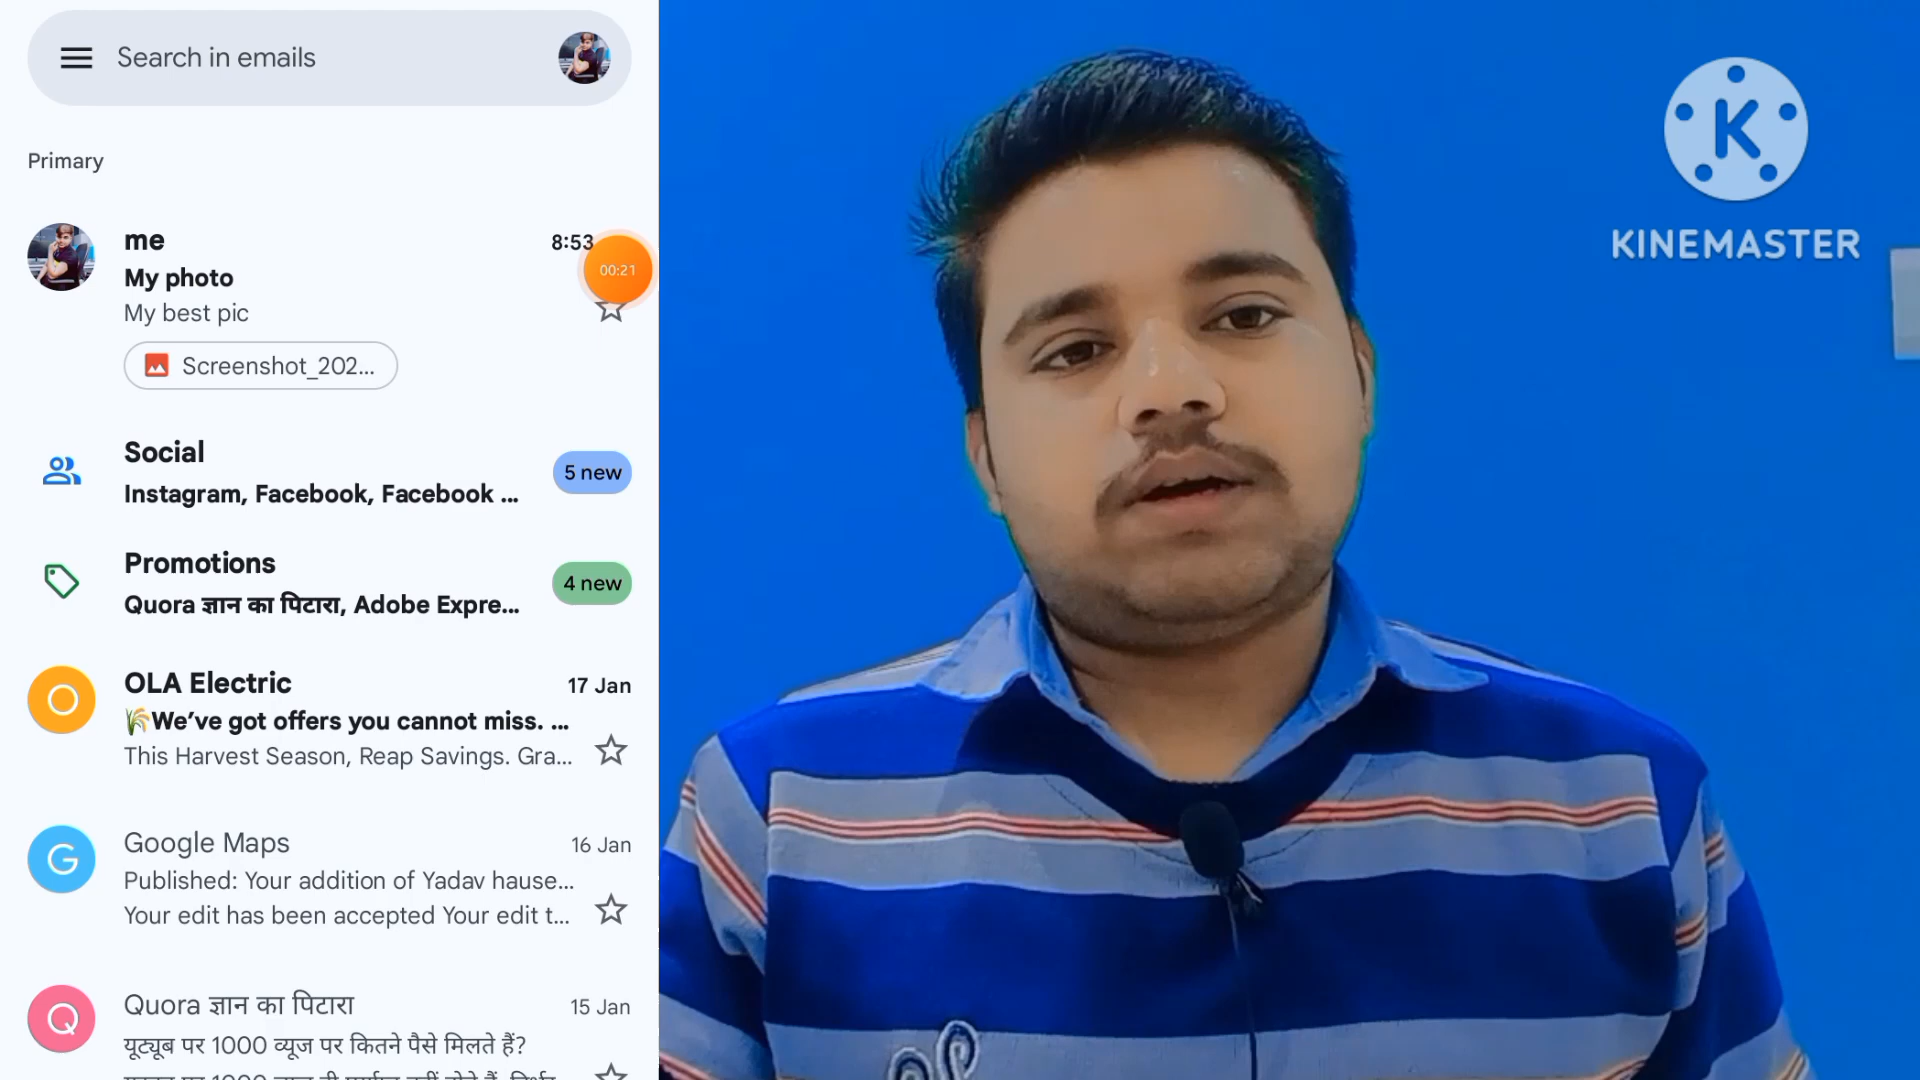 Search in emails
Primary
me
8:53
00:21
My photo
My best pic
Screenshot_202...
Social
5 new
Instagram, Facebook, Facebook ...
Promotions
4 new
Quora ज्ञान का पिटारा, Adobe Expre...
O
OLA Electric
17 Jan
🌾We’ve got offers you cannot miss. ...
This Harvest Season, Reap Savings. Gra...
G
Google Maps
16 Jan
Published: Your addition of Yadav hause...
Your edit has been accepted Your edit t...
Q
Quora ज्ञान का पिटारा
15 Jan
यूट्यूब पर 1000 व्यूज पर कितने पैसे मिलते हैं?
K
KINEMASTER